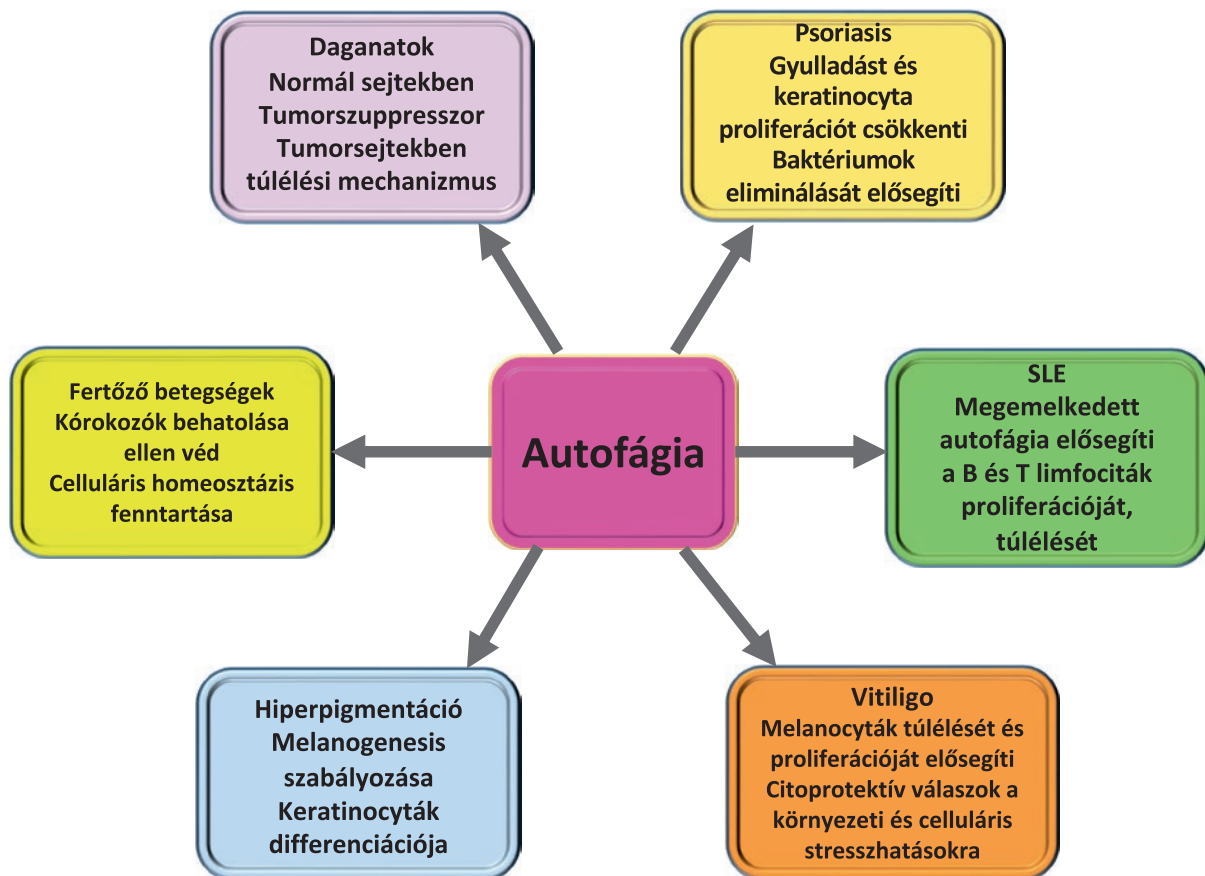 Daganatok
Normál sejtekben
Tumorszuppresszor
Tumorsejtekben
túlélési mechanizmus
Psoriasis
Gyulladást és
keratinocyta
proliferációt csökkenti
Baktériumok
eliminálását elősegíti
Fertőző betegségek
Kórokozók behatolása
ellen véd
Celluláris homeosztázis
fenntartása
Autofágia
SLE
Megemelkedett
autofágia elősegíti
a B és T limfociták
proliferációját,
túlélését
Hiperpigmentáció
Melanogenesis
szabályozása
Keratinocyták
differenciációja
Vitiligo
Melanocyták túlélését és
proliferációját elősegíti
Citoprotektív válaszok a
környezeti és celluláris
stresszhatásokra